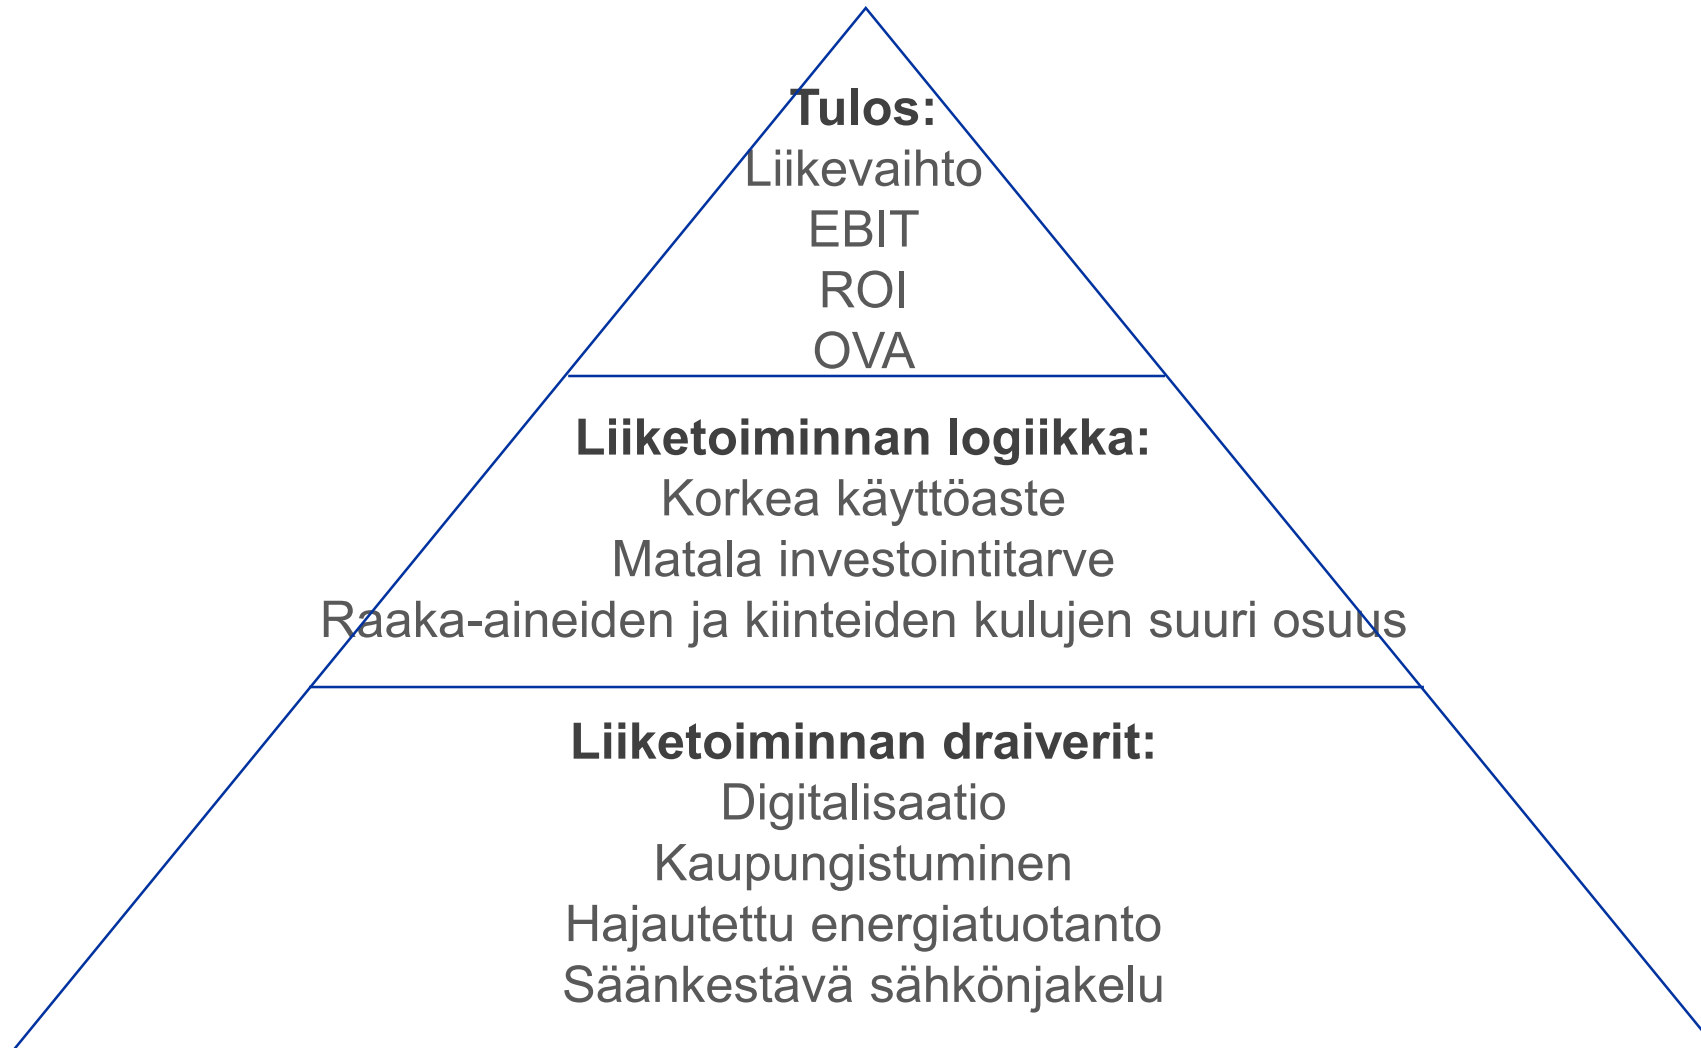 Tulos:
Liikevaihto
EBIT
ROI
OVA
Liiketoiminnan logiikka:
Korkea käyttöaste
Matala investointitarve
Raaka-aineiden ja kiinteiden kulujen suuri osuus
Liiketoiminnan draiverit:
Digitalisaatio
Kaupungistuminen
Hajautettu energiatuotanto
Säänkestävä sähkönjakelu